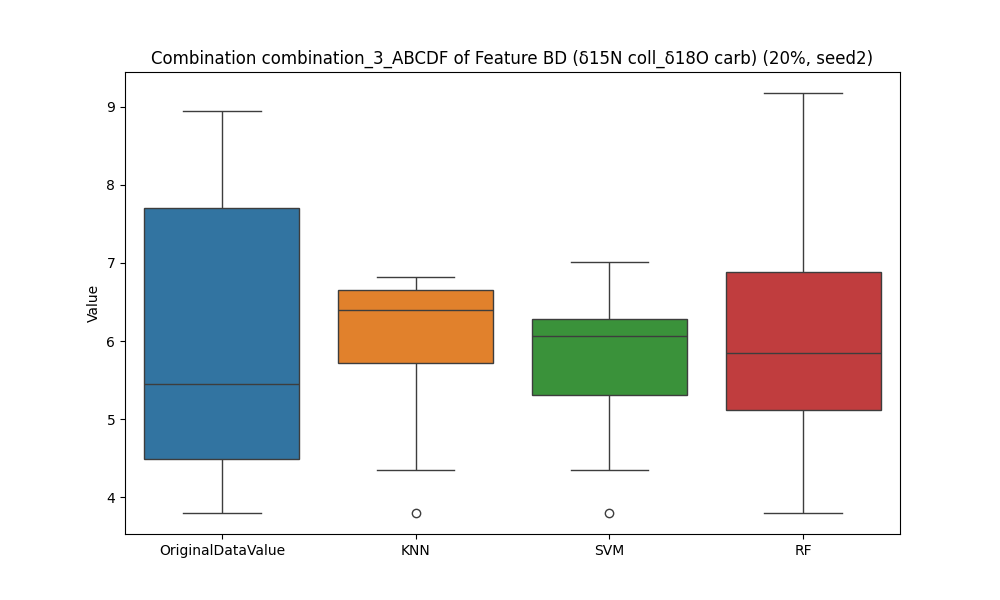 Combination combination_3_ABCDF of Feature BD (δ15N coll_δ18O carb) (20%, seed2)
Value
9
8
7
6
5
4
OriginalDataValue KNN SVM RF